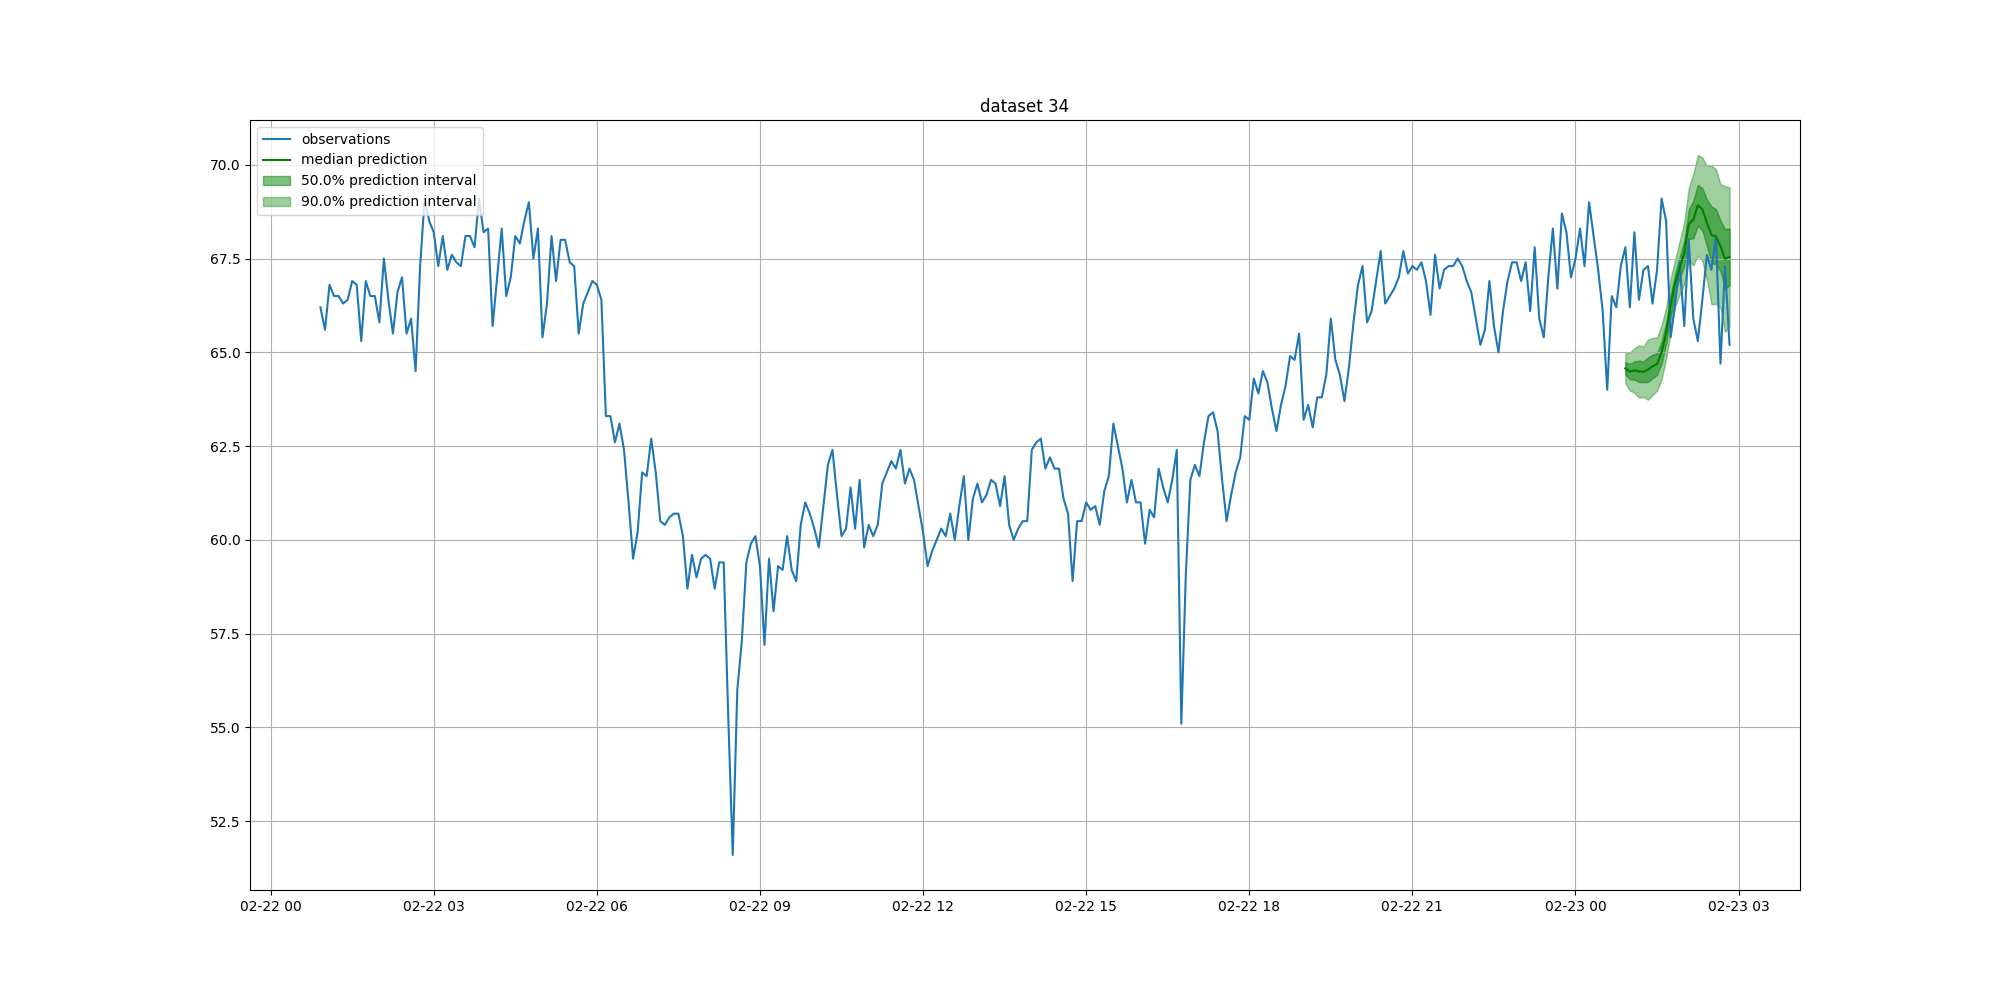 dataset 34
observations
median prediction
50.0% prediction interval
90.0% prediction interval
70.0
67.5
65.0
62.5
60.0
57.5
55.0
52.5
02-22 00 02-22 03 02-22 06 02-22 09 02-22 12 02-22 15 02-22 18 02-22 21 02-23 00 02-23 03